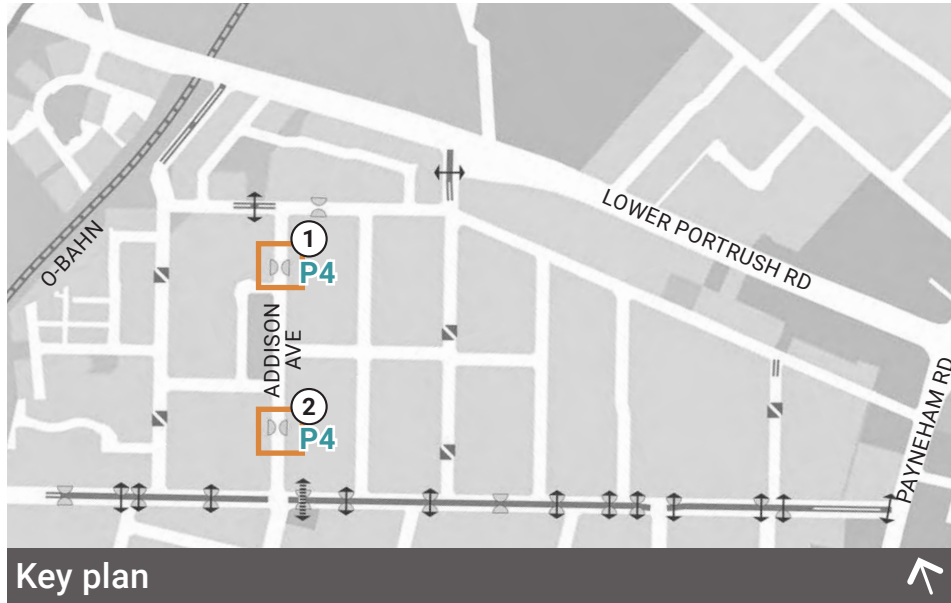 LOWER PORTRUSH RD
O-BAHN
1
P4
ADDISON
AVE
PAYNEHAM RD
2
P4
Key plan